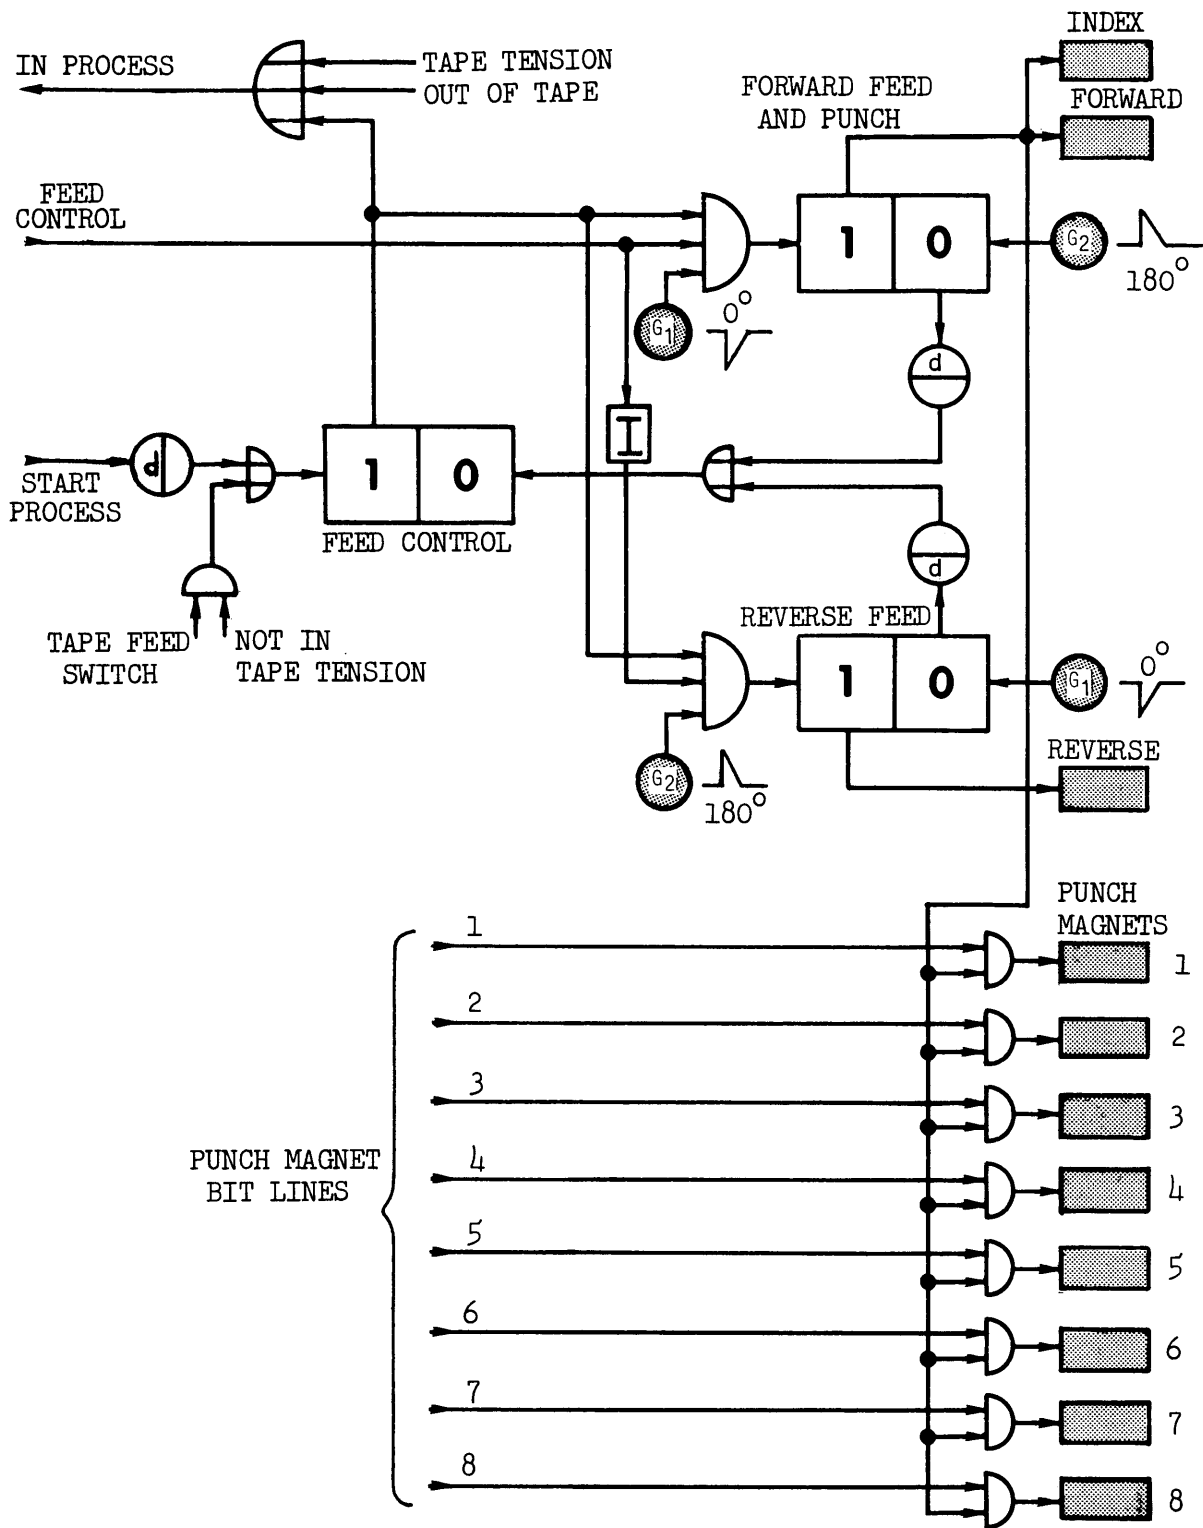 INDEX
IN PROCESS
TAPE TENSION
OUT OF TAPE
FORWARD FEED
AND PUNCH
FORWARD
FEED
CONTROL
1 0
G2
180°
G1
0°
d
I
START
PROCESS
d
1 0
FEED CONTROL
d
TAPE FEED
SWITCH
NOT IN
TAPE TENSION
REVERSE FEED
1 0
G1
0°
G2
180°
REVERSE
PUNCH
MAGNETS
1
1
2
2
3
3
PUNCH MAGNET
BIT LINES
4
4
5
5
6
6
7
7
8
8